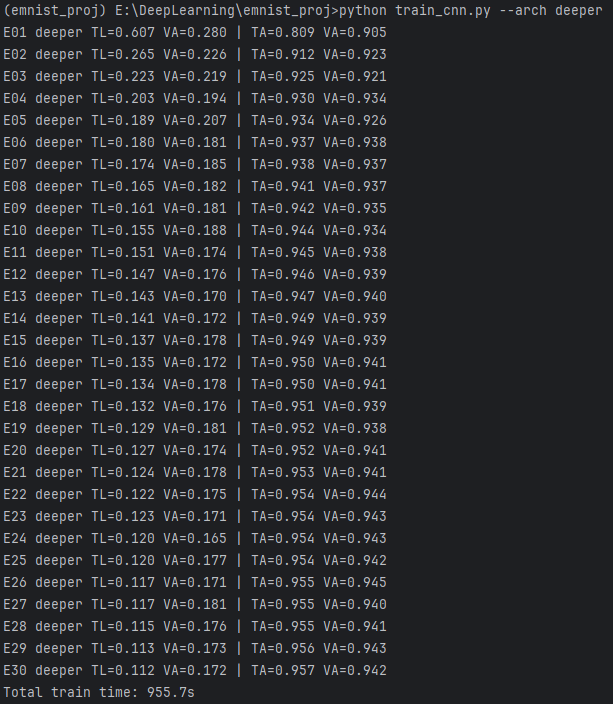 (emnist_proj) E:\DeepLearning\emnist_proj>python train_cnn.py --arch deeper
E01 deeper TL=0.607 VA=0.280 | TA=0.809 VA=0.905
E02 deeper TL=0.265 VA=0.226 | TA=0.912 VA=0.923
E03 deeper TL=0.223 VA=0.219 | TA=0.925 VA=0.921
E04 deeper TL=0.203 VA=0.194 | TA=0.930 VA=0.934
E05 deeper TL=0.189 VA=0.207 | TA=0.934 VA=0.926
E06 deeper TL=0.180 VA=0.181 | TA=0.937 VA=0.938
E07 deeper TL=0.174 VA=0.185 | TA=0.938 VA=0.937
E08 deeper TL=0.165 VA=0.182 | TA=0.941 VA=0.937
E09 deeper TL=0.161 VA=0.181 | TA=0.942 VA=0.935
E10 deeper TL=0.155 VA=0.188 | TA=0.944 VA=0.934
E11 deeper TL=0.151 VA=0.174 | TA=0.945 VA=0.938
E12 deeper TL=0.147 VA=0.176 | TA=0.946 VA=0.939
E13 deeper TL=0.143 VA=0.170 | TA=0.947 VA=0.940
E14 deeper TL=0.141 VA=0.172 | TA=0.949 VA=0.939
E15 deeper TL=0.137 VA=0.178 | TA=0.949 VA=0.939
E16 deeper TL=0.135 VA=0.172 | TA=0.950 VA=0.941
E17 deeper TL=0.134 VA=0.178 | TA=0.950 VA=0.941
E18 deeper TL=0.132 VA=0.176 | TA=0.951 VA=0.939
E19 deeper TL=0.129 VA=0.181 | TA=0.952 VA=0.938
E20 deeper TL=0.127 VA=0.174 | TA=0.952 VA=0.941
E21 deeper TL=0.124 VA=0.178 | TA=0.953 VA=0.941
E22 deeper TL=0.122 VA=0.175 | TA=0.954 VA=0.944
E23 deeper TL=0.123 VA=0.171 | TA=0.954 VA=0.943
E24 deeper TL=0.120 VA=0.165 | TA=0.954 VA=0.943
E25 deeper TL=0.120 VA=0.177 | TA=0.954 VA=0.942
E26 deeper TL=0.117 VA=0.171 | TA=0.955 VA=0.945
E27 deeper TL=0.117 VA=0.181 | TA=0.955 VA=0.940
E28 deeper TL=0.115 VA=0.176 | TA=0.955 VA=0.941
E29 deeper TL=0.113 VA=0.173 | TA=0.956 VA=0.943
E30 deeper TL=0.112 VA=0.172 | TA=0.957 VA=0.942
Total train time: 955.7s